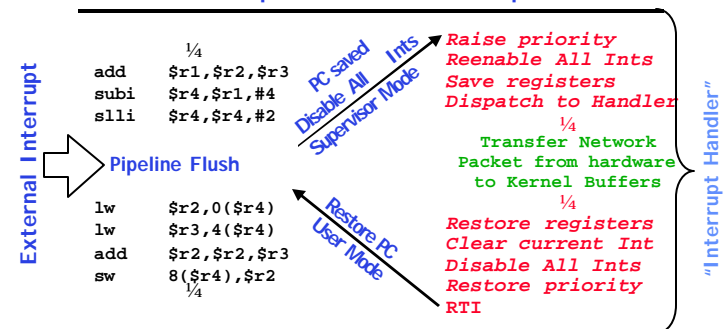 External Interrupt
¼
add $r1,$r2,$r3
subi $r4,$r1,#4
slli $r4,$r4,#2
Pipeline Flush
lw $r2,0($r4)
lw $r3,4($r4)
add $r2,$r2,$r3
sw 8($r4),$r2
¼
PC saved
Disable All Ints
Supervisor Mode
Restore PC
User Mode
Raise priority
Reenable All Ints
Save registers
Dispatch to Handler
¼
Transfer Network
Packet from hardware
to Kernel Buffers
¼
Restore registers
Clear current Int
Disable All Ints
Restore priority
RTI
"Interrupt Handler"